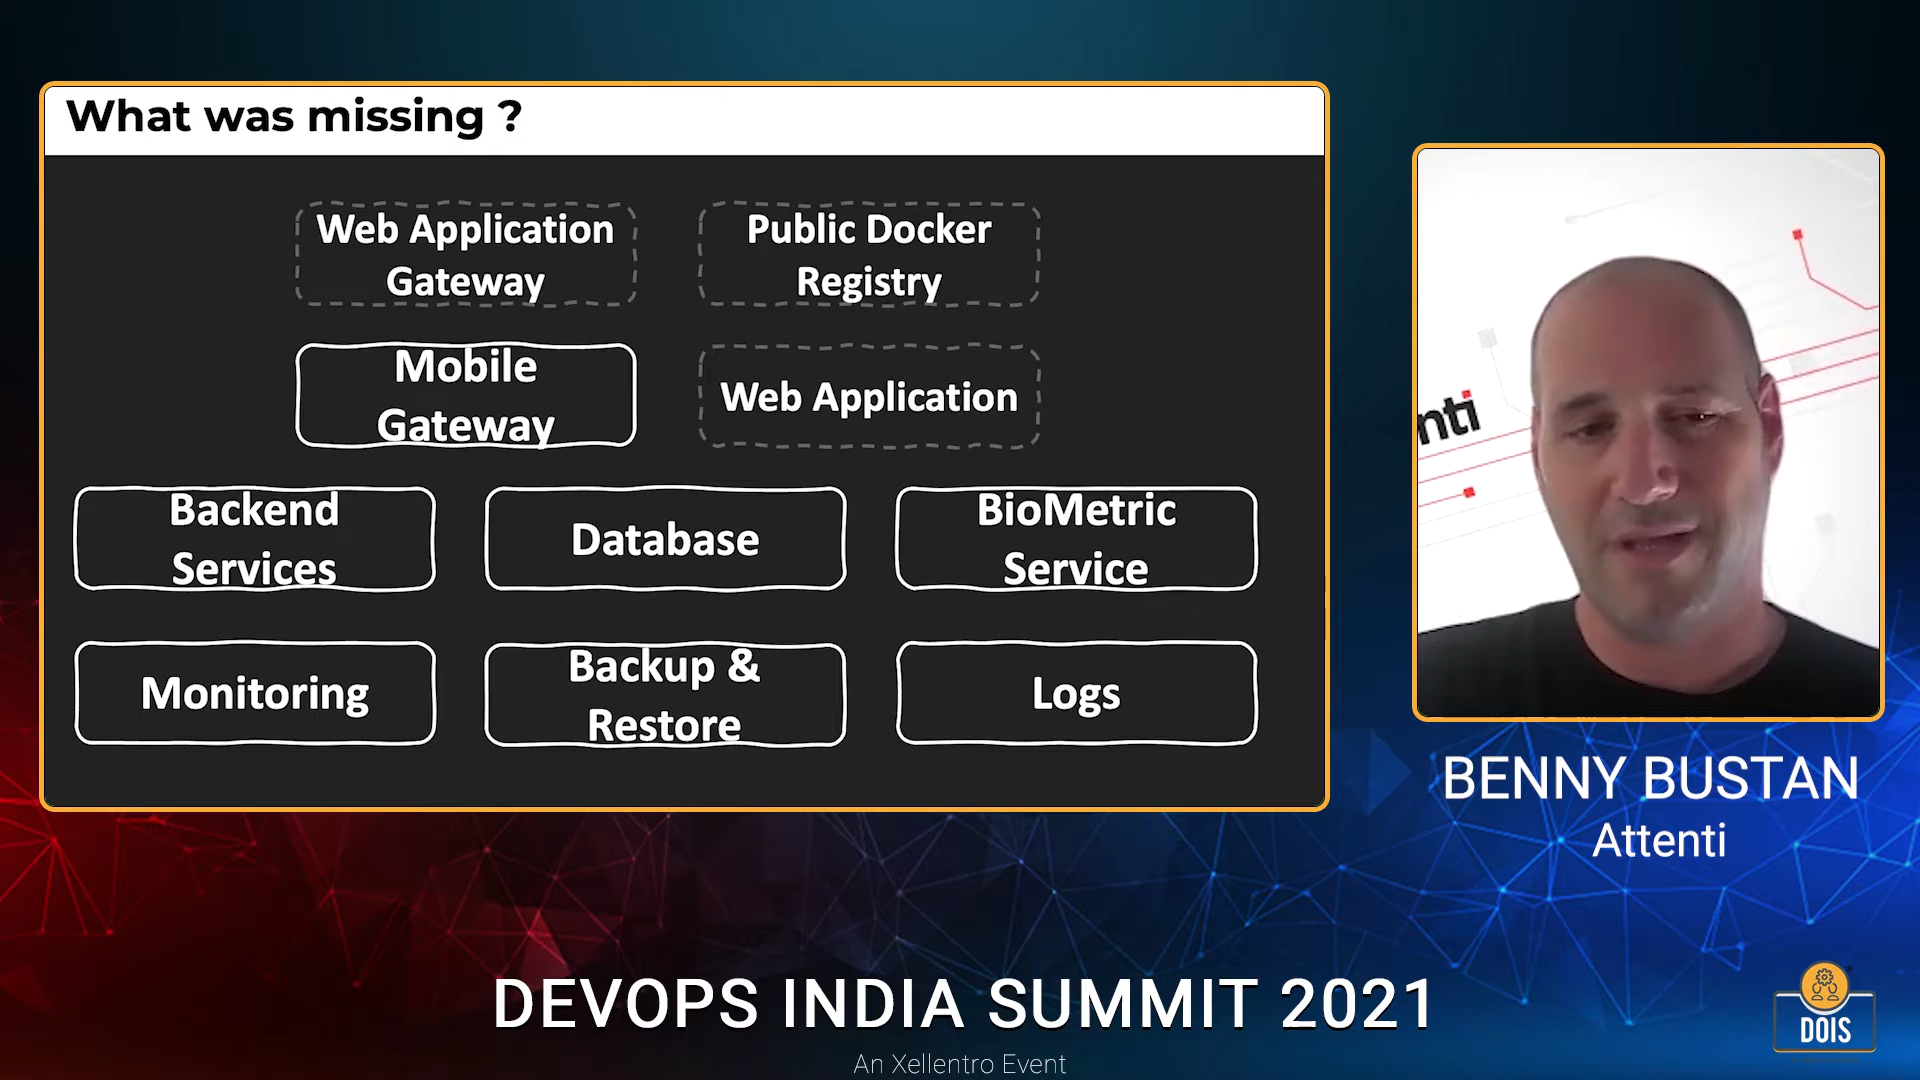 What was missing ?
Web Application
Gateway
Public Docker
Registry
Mobile
Gateway
Web Application
Backend
Services
Database
BioMetric
Service
Monitoring
Backup &
Restore
Logs
nti
BENNY BUSTAN
Attenti
DEVOPS INDIA SUMMIT 2021
An Xellentro Event
DOIS